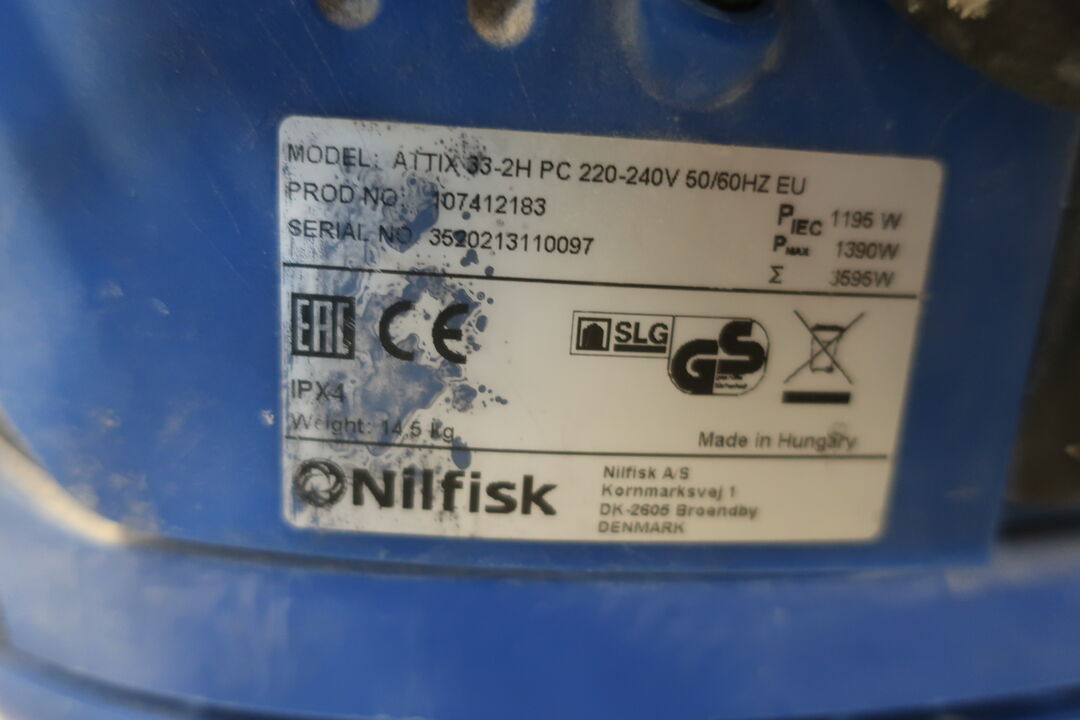 MODEL: ATTIX 33-2H PC 220-240V 50/60HZ EU
PROD NO: 107412183
SERIAL NO: 3520213110097
PIEC 1195 W
PMAX 1390W
Σ 3595W
EAC CE
SLG
GS
IPX4
Weight: 14,5 kg
Made in Hungary
Nilfisk
Nilfisk A/S
Kornmarksvej 1
DK-2605 Broendby
DENMARK